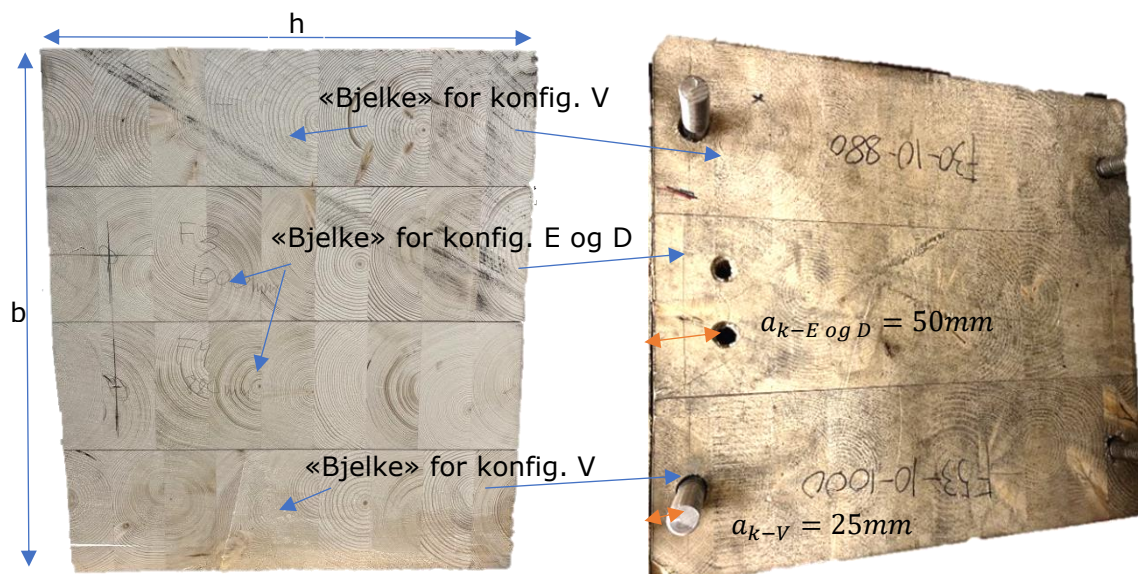 h
b
«Bjelke» for konfig. V
«Bjelke» for konfig. E og D
«Bjelke» for konfig. V
F30-10-880
a_{k-E og D} = 50mm
F53-10-1000
a_{k-V} = 25mm